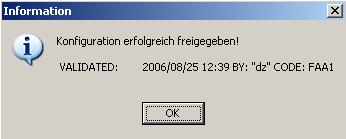 Information
Konfiguration erfolgreich freigegeben!
VALIDATED: 2006/08/25 12:39 BY: "dz" CODE: FAA1
OK